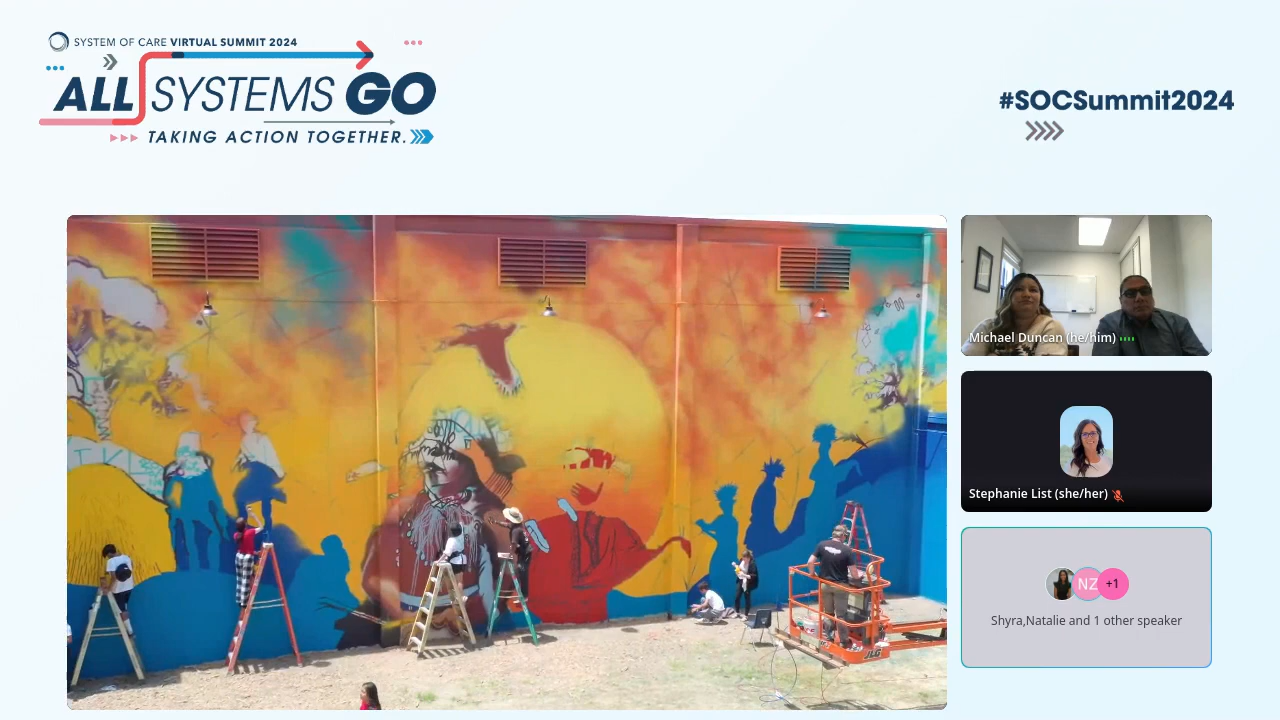 SYSTEM OF CARE VIRTUAL SUMMIT 2024
ALL SYSTEMS GO
TAKING ACTION TOGETHER.
#SOCSummit2024
Michael Duncan (he/him)
Stephanie List (she/her)
NZ
+1
Shyra,Natalie and 1 other speaker
JLG